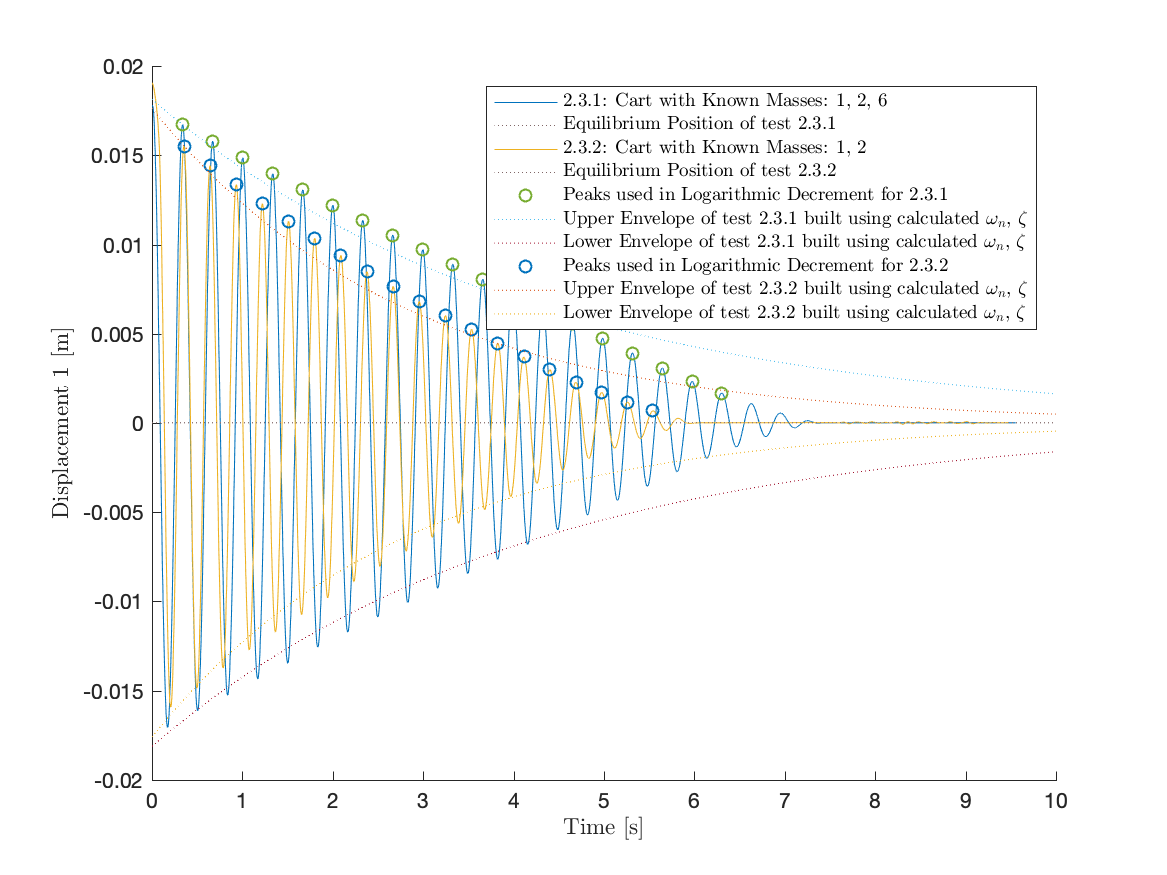 0.02
0.015
0.01
0.005
0
-0.005
-0.01
-0.015
-0.02
Displacement 1 [m]
2.3.1: Cart with Known Masses: 1, 2, 6
Equilibrium Position of test 2.3.1
2.3.2: Cart with Known Masses: 1, 2
Equilibrium Position of test 2.3.2
Peaks used in Logarithmic Decrement for 2.3.1
Upper Envelope of test 2.3.1 built using calculated ωn, ζ
Lower Envelope of test 2.3.1 built using calculated ωn, ζ
Peaks used in Logarithmic Decrement for 2.3.2
Upper Envelope of test 2.3.2 built using calculated ωn, ζ
Lower Envelope of test 2.3.2 built using calculated ωn, ζ
0 1 2 3 4 5 6 7 8 9 10
Time [s]